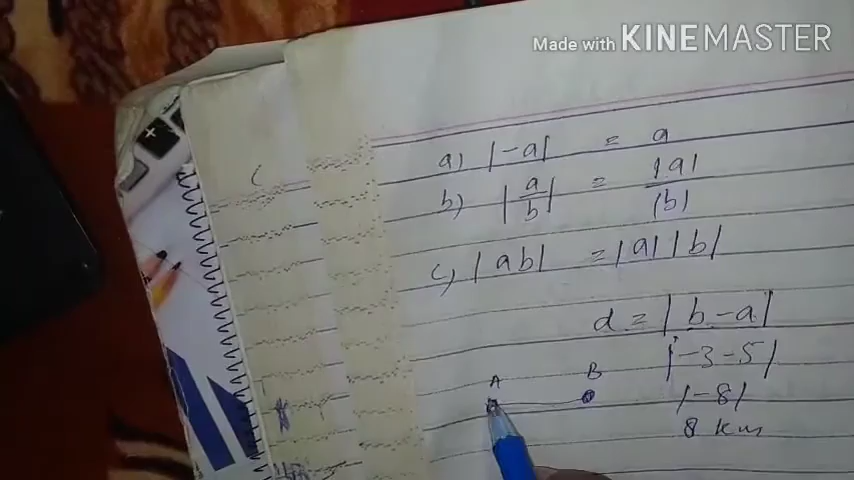 Made with KINEMASTER
a) |-a| = a
b) |a/b| = |a|/|b|
c) |ab| = |a| |b|
d = |b-a|
|-3-5|
A B
|-8|
8 km